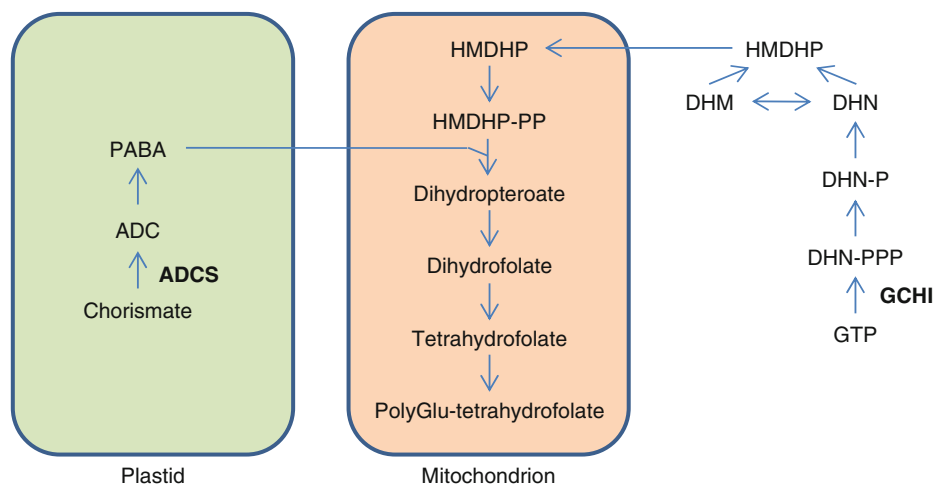 PABA
ADC
ADCS
Chorismate
Plastid
HMDHP
HMDHP-PP
Dihydropteroate
Dihydrofolate
Tetrahydrofolate
PolyGlu-tetrahydrofolate
Mitochondrion
HMDHP
DHM
DHN
DHN-P
DHN-PPP
GCHI
GTP